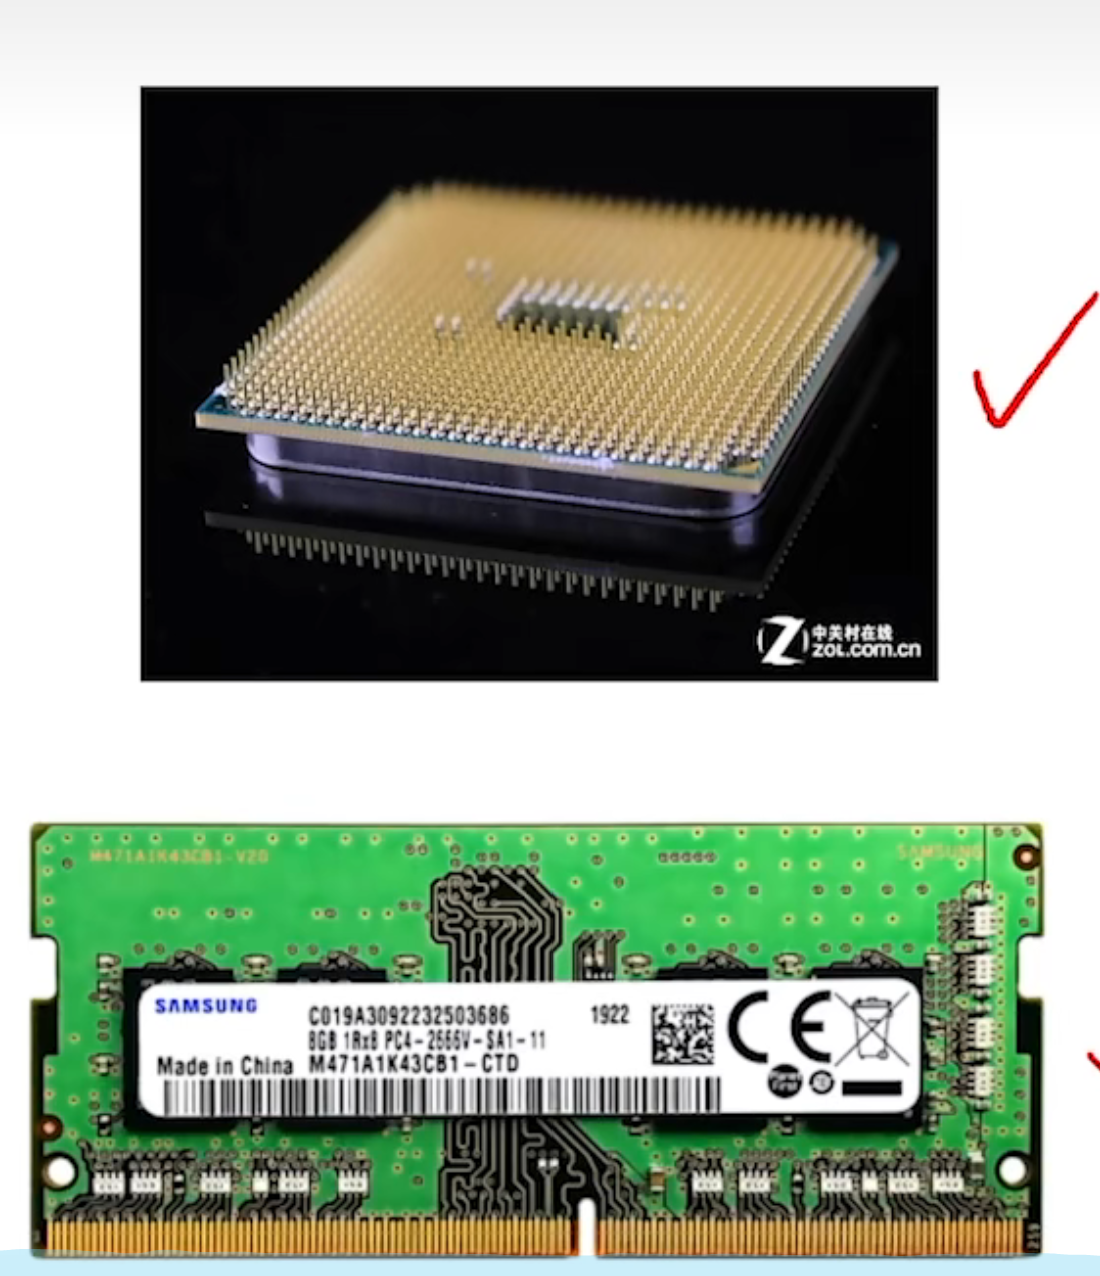 中关村在线
ZOL.COM.CN
M471A1K43CB1-V20
SAMSUNG
SAMSUNG
C019A3092232503686
1922
8GB 1Rx8 PC4-2666V-SA1-11
Made in China
M471A1K43CB1-CTD
CE